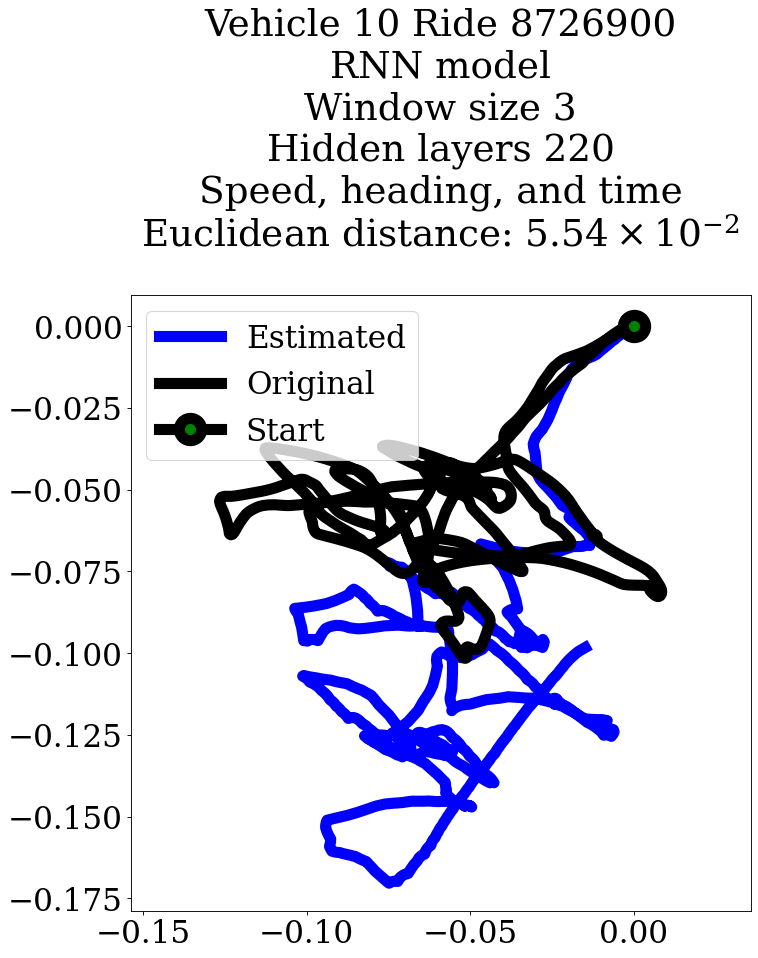 Vehicle 10 Ride 8726900
RNN model
Window size 3
Hidden layers 220
Speed, heading, and time
Euclidean distance: 5.54 × 10⁻²
0.000
−0.025
−0.050
−0.075
−0.100
−0.125
−0.150
−0.175
Estimated
Original
Start
−0.15 −0.10 −0.05 0.00